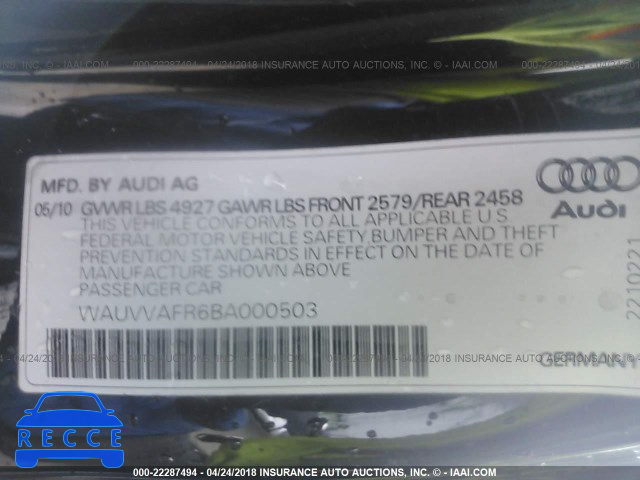 000-22287494 - 04/24/2018 INSURANCE AUTO AUCTIONS, INC. - © IAAI.COM
MFD. BY AUDI AG
05/10 GVWR LBS 4927 GAWR LBS FRONT 2579/REAR 2458
THIS VEHICLE CONFORMS TO ALL APPLICABLE U S
FEDERAL MOTOR VEHICLE SAFETY,BUMPER AND THEFT
PREVENTION STANDARDS IN EFFECT ON THE DATE OF
MANUFACTURE SHOWN ABOVE
PASSENGER CAR
WAUVVAFR6BA000503
Audi
2210221
GERMANY
RECCE
000-22287494 - 04/24/2018 INSURANCE AUTO AUCTIONS, INC. - © IAAI.COM